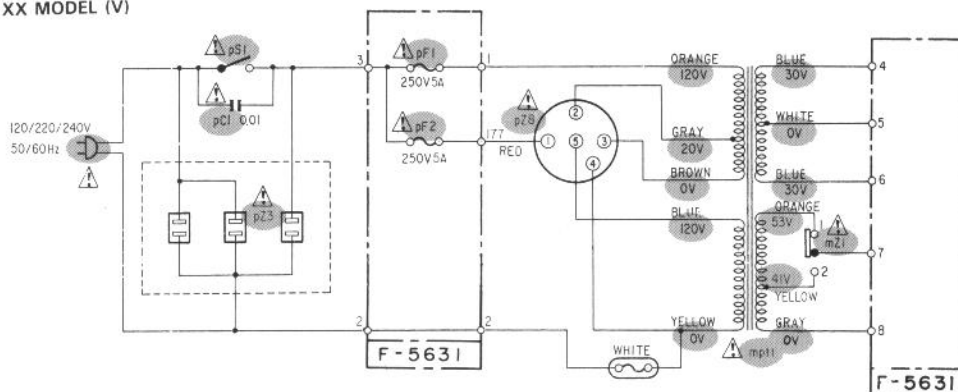 XX MODEL (V)
pS1
pC1 0.01
120/220/240V
50/60Hz
pZ3
3
pF1
250V5A
pF2
250V5A
1
177
RED
2
2
F-5631
pZ8
2
1
5
3
4
WHITE
ORANGE
120V
GRAY
20V
BROWN
0V
BLUE
120V
YELLOW
0V
mpt1
BLUE
30V
WHITE
0V
BLUE
30V
ORANGE
53V
41V
YELLOW
GRAY
0V
1
mZ1
2
4
5
6
7
8
F-5631